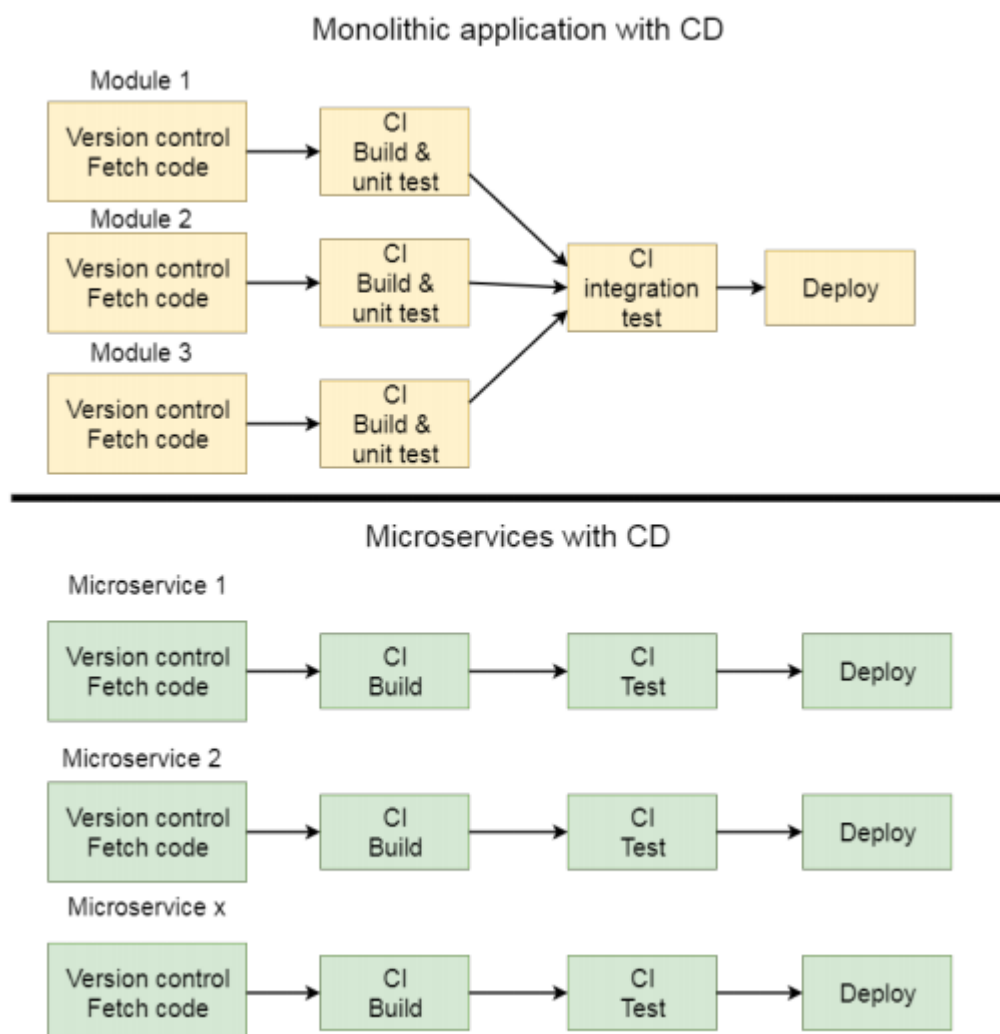 Monolithic application with CD
Module 1
Version control
Fetch code
CI
Build &
unit test
Module 2
Version control
Fetch code
CI
Build &
unit test
CI
integration
test
Deploy
Module 3
Version control
Fetch code
CI
Build &
unit test
Microservices with CD
Microservice 1
Version control
Fetch code
CI
Build
CI
Test
Deploy
Microservice 2
Version control
Fetch code
CI
Build
CI
Test
Deploy
Microservice x
Version control
Fetch code
CI
Build
CI
Test
Deploy